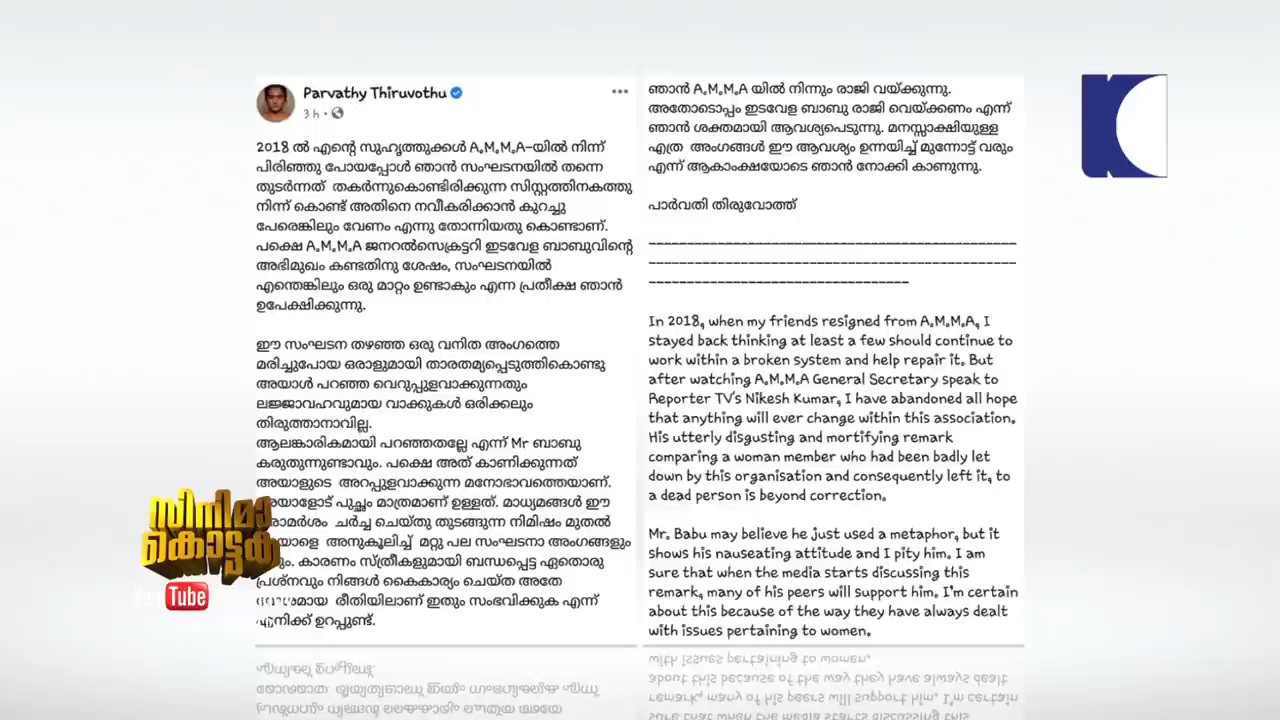 Parvathy Thiruvothu
3 h
2018 ൽ എന്റെ സുഹൃത്തുക്കൾ A.M.M.A-യിൽ നിന്ന്
പിരിഞ്ഞു പോയപ്പോൾ ഞാൻ സംഘടനയിൽ തന്നെ
തുടർന്നത് തകർന്നുകൊണ്ടിരിക്കുന്ന സിസ്റ്റത്തിനകത്തു
നിന്ന് കൊണ്ട് അതിനെ നവീകരിക്കാൻ കുറച്ചു
പേരെങ്കിലും വേണം എന്നു തോന്നിയതു കൊണ്ടാണ്.
പക്ഷെ A.M.M.A ജനറൽസെക്രട്ടറി ഇടവേള ബാബുവിന്റെ
അഭിമുഖം കണ്ടതിനു ശേഷം, സംഘടനയിൽ
എന്തെങ്കിലും ഒരു മാറ്റം ഉണ്ടാകും എന്ന പ്രതീക്ഷ ഞാൻ
ഉപേക്ഷിക്കുന്നു.
ഈ സംഘടന തഴഞ്ഞ ഒരു വനിത അംഗത്തെ
മരിച്ചുപോയ ഒരാളുമായി താരതമ്യപ്പെടുത്തികൊണ്ടു
അയാൾ പറഞ്ഞ വെറുപ്പുളവാക്കുന്നതും
ലജ്ജാവഹവുമായ വാക്കുകൾ ഒരിക്കലും
തിരുത്താനാവില്ല.
ആലങ്കാരികമായി പറഞ്ഞതല്ലേ എന്ന് Mr ബാബു
കരുതുന്നുണ്ടാവും. പക്ഷെ അത് കാണിക്കുന്നത്
അയാളുടെ അറപ്പുളവാക്കുന്ന മനോഭാവത്തെയാണ്.
പുച്ഛം മാത്രമാണ് ഉള്ളത്. മാധ്യമങ്ങൾ ഈ
ചർച്ച ചെയ്തു തുടങ്ങുന്ന നിമിഷം മുതൽ
അനുകൂലിച്ച് മറ്റു പല സംഘടനാ അംഗങ്ങളും
കാരണം സ്ത്രീകളുമായി ബന്ധപ്പെട്ട ഏതൊരു
പ്രശ്നവും നിങ്ങൾ കൈകാര്യം ചെയ്ത അതേ
രീതിയിലാണ് ഇതും സംഭവിക്കുക എന്ന്
എനിക്ക് ഉറപ്പുണ്ട്.
ഞാൻ A.M.M.A യിൽ നിന്നും രാജി വയ്ക്കുന്നു.
അതോടൊപ്പം ഇടവേള ബാബു രാജി വെയ്ക്കണം എന്ന്
ഞാൻ ശക്തമായി ആവശ്യപെടുന്നു. മനസ്സാക്ഷിയുള്ള
എത്ര അംഗങ്ങൾ ഈ ആവശ്യം ഉന്നയിച്ച് മുന്നോട്ട് വരും
എന്ന് ആകാംക്ഷയോടെ ഞാൻ നോക്കി കാണുന്നു.
പാർവതി തിരുവോത്ത്
In 2018, when my friends resigned from A.M.M.A, I
stayed back thinking at least a few should continue to
work within a broken system and help repair it. But
after watching A.M.M.A General Secretary speak to
Reporter TV's Nikesh Kumar, I have abandoned all hope
that anything will ever change within this association.
His utterly disgusting and mortifying remark
comparing a woman member who had been badly let
down by this organisation and consequently left it, to
a dead person is beyond correction.
Mr. Babu may believe he just used a metaphor, but it
shows his nauseating attitude and I pity him. I am
sure that when the media starts discussing this
remark, many of his peers will support him. I'm certain
about this because of the way they have always dealt
with issues pertaining to women.
സിനിമാ
കൊട്ടക
You Tube